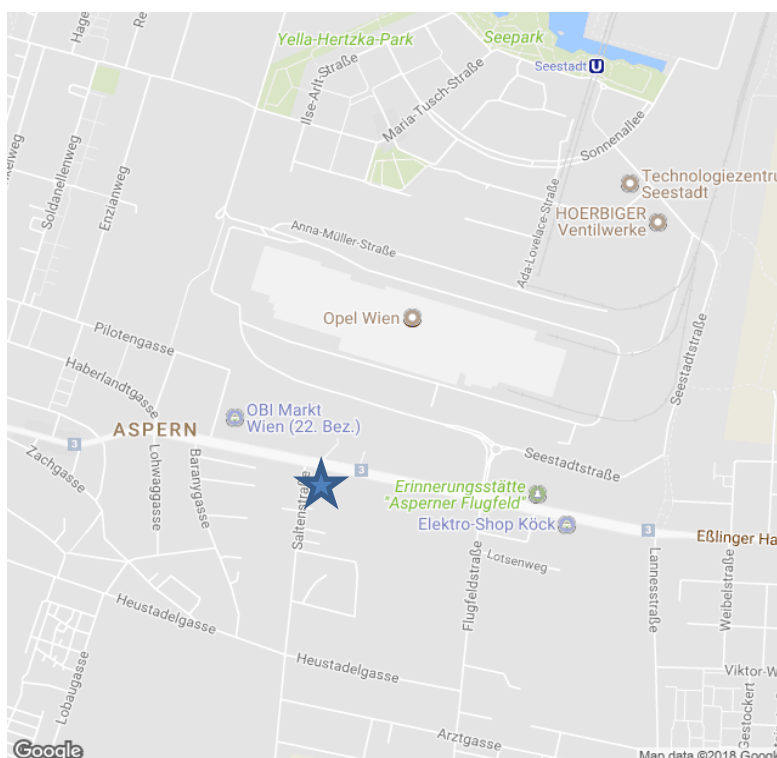 Yella-Hertzka-Park
Seepark
Seestadt U
Ilse-Arlt-Straße
Maria-Tusch-Straße
Sonnenallee
Soldanellenweg
Enzianweg
Technologiezentru
Seestadt
HOERBIGER
Ventilwerke
Ada-Lovelace-Straße
Anna-Müller-Straße
Opel Wien
Pilotengasse
Haberlandtgasse
Seestadtstraße
OBI Markt
Wien (22. Bez.)
ASPERN
3
Zachgasse
Lohwaggasse
Baranygasse
3
Saltenstraße
Seestadtstraße
Erinnerungsstätte
"Asperner Flugfeld"
Elektro-Shop Köck
3
Eßlinger Ha
Flugfeldstraße
Lotsenweg
Lannesstraße
Weibelstraße
Heustadelgasse
Heustadelgasse
Lobaugasse
Viktor-W
Gestockert
Arztgasse
Google
Map data ©2018 Google